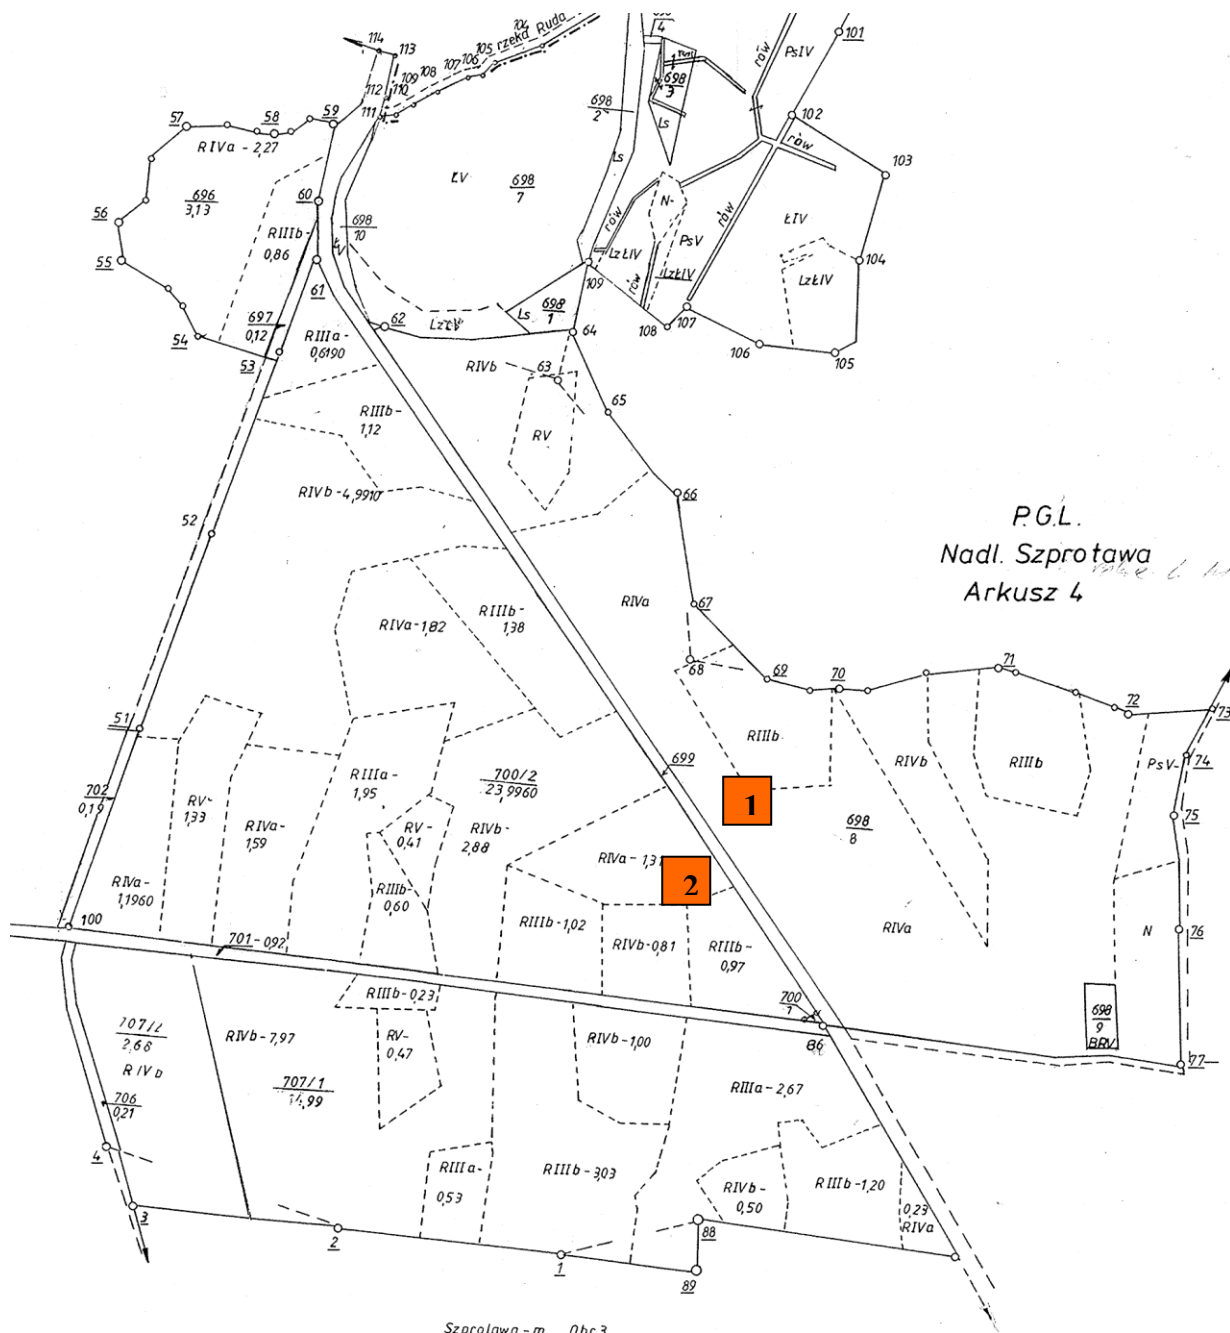 104
114
113
105
rzeka Ruda
106
107
108
109
110
112
111
4
rów
PsIV
101
698
3
698
2
Ls
Ls
102
rów
103
57
58
59
RIVa - 2,27
ŁV
698
7
696
3,13
60
56
RIIIb-
0,86
698
10
ŁV
N-
rów
rów
PsV
ŁIV
LzŁIV
LzŁIV
LzŁIV
104
55
61
109
rów
697
0,12
62
Ls
698
1
64
108
107
54
53
RIIIa-
0,6190
106
105
RIVb
63
RIIIb-
1,12
65
RV
RIVb-4,9910
66
52
P.G.L.
Nadl. Szprotawa
Arkusz 4
RIVa
67
RIVa-1,82
RIIIb-
1,38
68
69
70
71
72
73
51
RIIIb
699
RIVb
RIIIb
PsV-
74
RIIIa-
1,95
700/2
23,9960
702
0,19
RV-
1,33
RIVa-
1,59
RV-
0,41
RIVb-
2,88
1
698
8
75
RIVa-
1,1960
RIIIb-
0,60
RIVa-1,31
2
100
701-0,92
RIIIb-1,02
RIVb-0,81
RIIIb-
0,97
RIVa
N
76
RIIIb-0,23
700
1
698
9
BRV
86
77
707/2
2,68
RIVb
RIVb-7,97
RV-
0,47
RIVb-1,00
707/1
14,99
RIIIa-2,67
706
0,21
4
RIIIa-
0,53
RIIIb-3,03
RIVb-
0,50
RIIIb-1,20
0,23
RIVa
3
2
1
88
89
Szprotawa-m. Obr.3